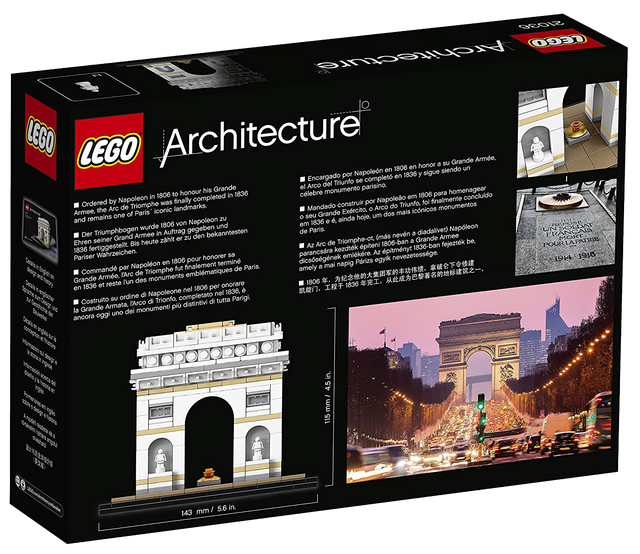 21036
LEGO
Architecture
LEGO
LEGO
Architecture
Ordered by Napoleon in 1806 to honour his Grande
Armee, the Arc de Triomphe was finally completed in 1836
and remains one of Paris' iconic landmarks.
Der Triumphbogen wurde 1806 von Napoleon zu
Ehren seiner Grand Armee in Auftrag gegeben und
1836 fertiggestellt. Bis heute zählt er zu den bekanntesten
Pariser Wahrzeichen.
Commandé par Napoléon en 1806 pour honorer sa
Grande Armée, l'Arc de Triomphe fut finalement terminé
en 1836 et reste l'un des monuments emblématiques de Paris.
Costruito su ordine di Napoleone nel 1806 per onorare
la Grande Armata, l'Arco di Trionfo, completato nel 1836, è
ancora oggi uno dei monumenti più distintivi di tutta Parigi.
Encargado por Napoleón en 1806 en honor a su Grande Armée,
el Arco del Triunfo se completó en 1836 y sigue siendo un
célebre monumento parisino.
Mandado construir por Napoleão em 1806 para homenagear
o seu Grande Exército, o Arco do Triunfo, foi finalmente concluído
em 1836 e é, ainda hoje, um dos mais icónicos monumentos
de Paris.
Az Arc de Triomphe-ot, (más nevén a diadalívet) Napóleon
parancsára kezdték építeni 1806-ban a Grande Armee
dicsőségének emlékére. Az építményt 1836-ban fejezték be,
amely a mai napig Párizs egyik nevezetessége.
1806 年，为纪念他的大集团军的丰功伟绩，拿破仑下令修建
凯旋门，工程于 1836 年完工，从此成为巴黎著名的地标建筑之一。
1914 1918
115 mm / 4.5 in.
143 mm / 5.6 in.